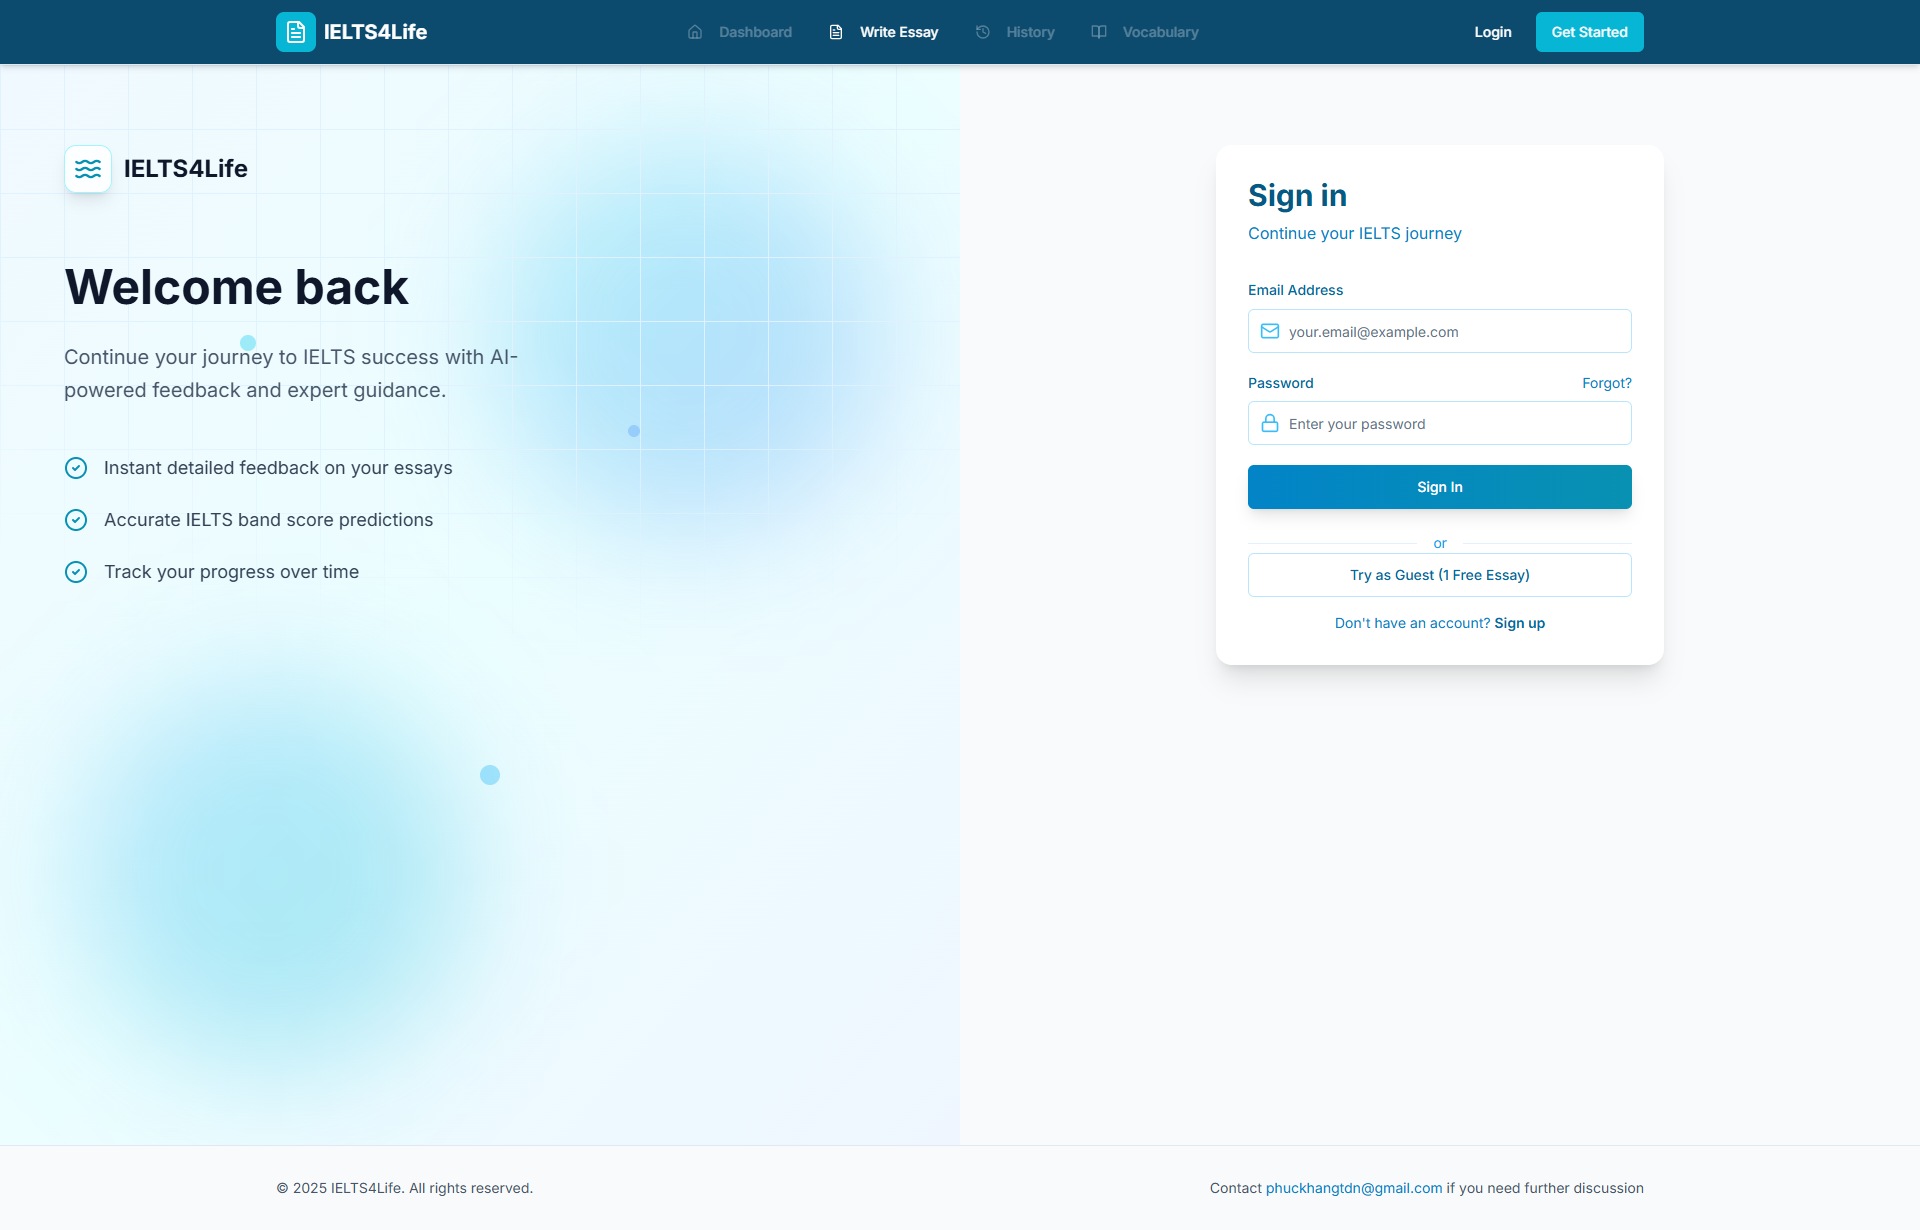 IELTS4Life
Dashboard
Write Essay
History
Vocabulary
Login
Get Started
IELTS4Life
Welcome back
Continue your journey to IELTS success with AI-
powered feedback and expert guidance.
Instant detailed feedback on your essays
Accurate IELTS band score predictions
Track your progress over time
Sign in
Continue your IELTS journey
Email Address
your.email@example.com
Password
Forgot?
Enter your password
Sign In
or
Try as Guest (1 Free Essay)
Don't have an account? Sign up
© 2025 IELTS4Life. All rights reserved.
Contact phuckhangtdn@gmail.com if you need further discussion